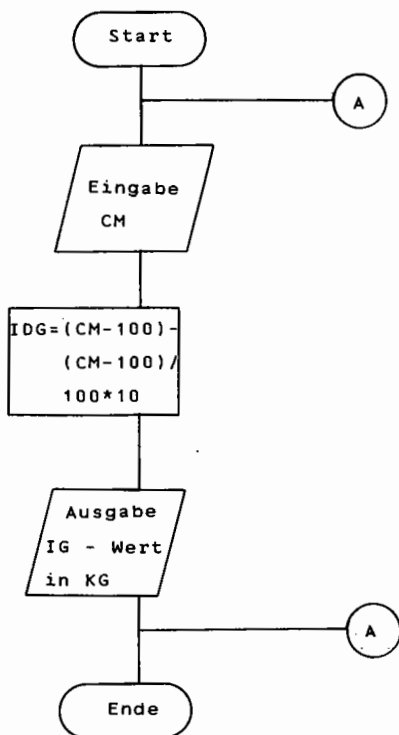 Start
A
Eingabe
CM
IDG=(CM-100)-
(CM-100)/
100*10
Ausgabe
IG - Wert
in KG
A
Ende